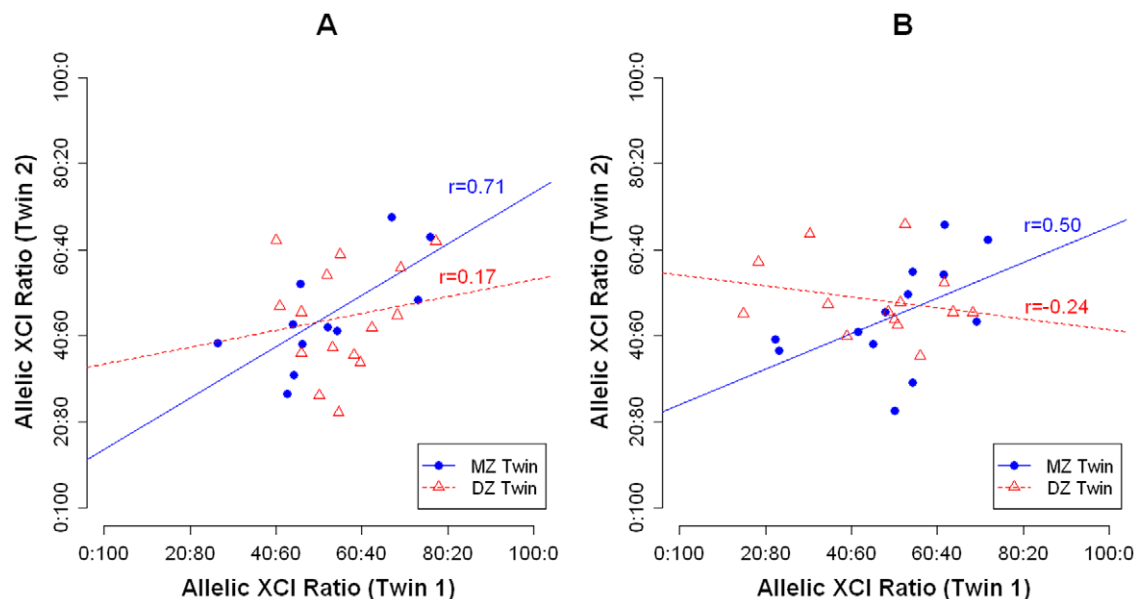 A
Allelic XCI Ratio (Twin 2)
100:0
80:20
60:40
40:60
20:80
0:100
r=0.71
r=0.17
MZ Twin
DZ Twin
0:100 20:80 40:60 60:40 80:20 100:0
Allelic XCI Ratio (Twin 1)
B
Allelic XCI Ratio (Twin 2)
100:0
80:20
60:40
40:60
20:80
0:100
r=0.50
r=-0.24
MZ Twin
DZ Twin
0:100 20:80 40:60 60:40 80:20 100:0
Allelic XCI Ratio (Twin 1)